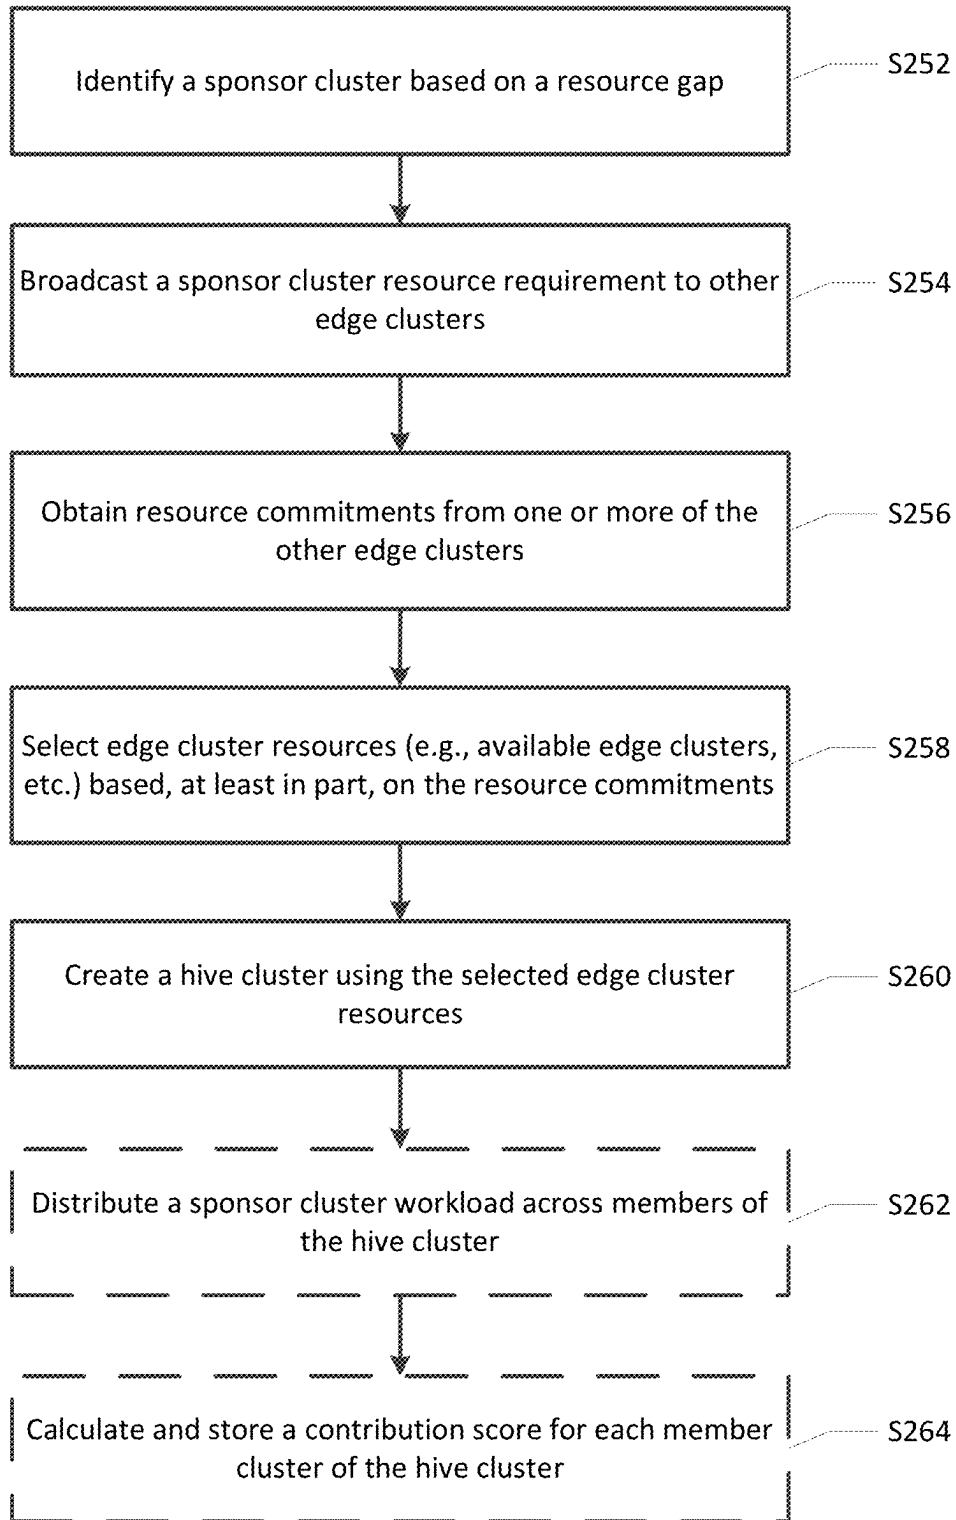 Identify a sponsor cluster based on a resource gap
S252
Broadcast a sponsor cluster resource requirement to other
edge clusters
S254
Obtain resource commitments from one or more of the
other edge clusters
S256
Select edge cluster resources (e.g., available edge clusters,
etc.) based, at least in part, on the resource commitments
S258
Create a hive cluster using the selected edge cluster
resources
S260
Distribute a sponsor cluster workload across members of
the hive cluster
S262
Calculate and store a contribution score for each member
cluster of the hive cluster
S264